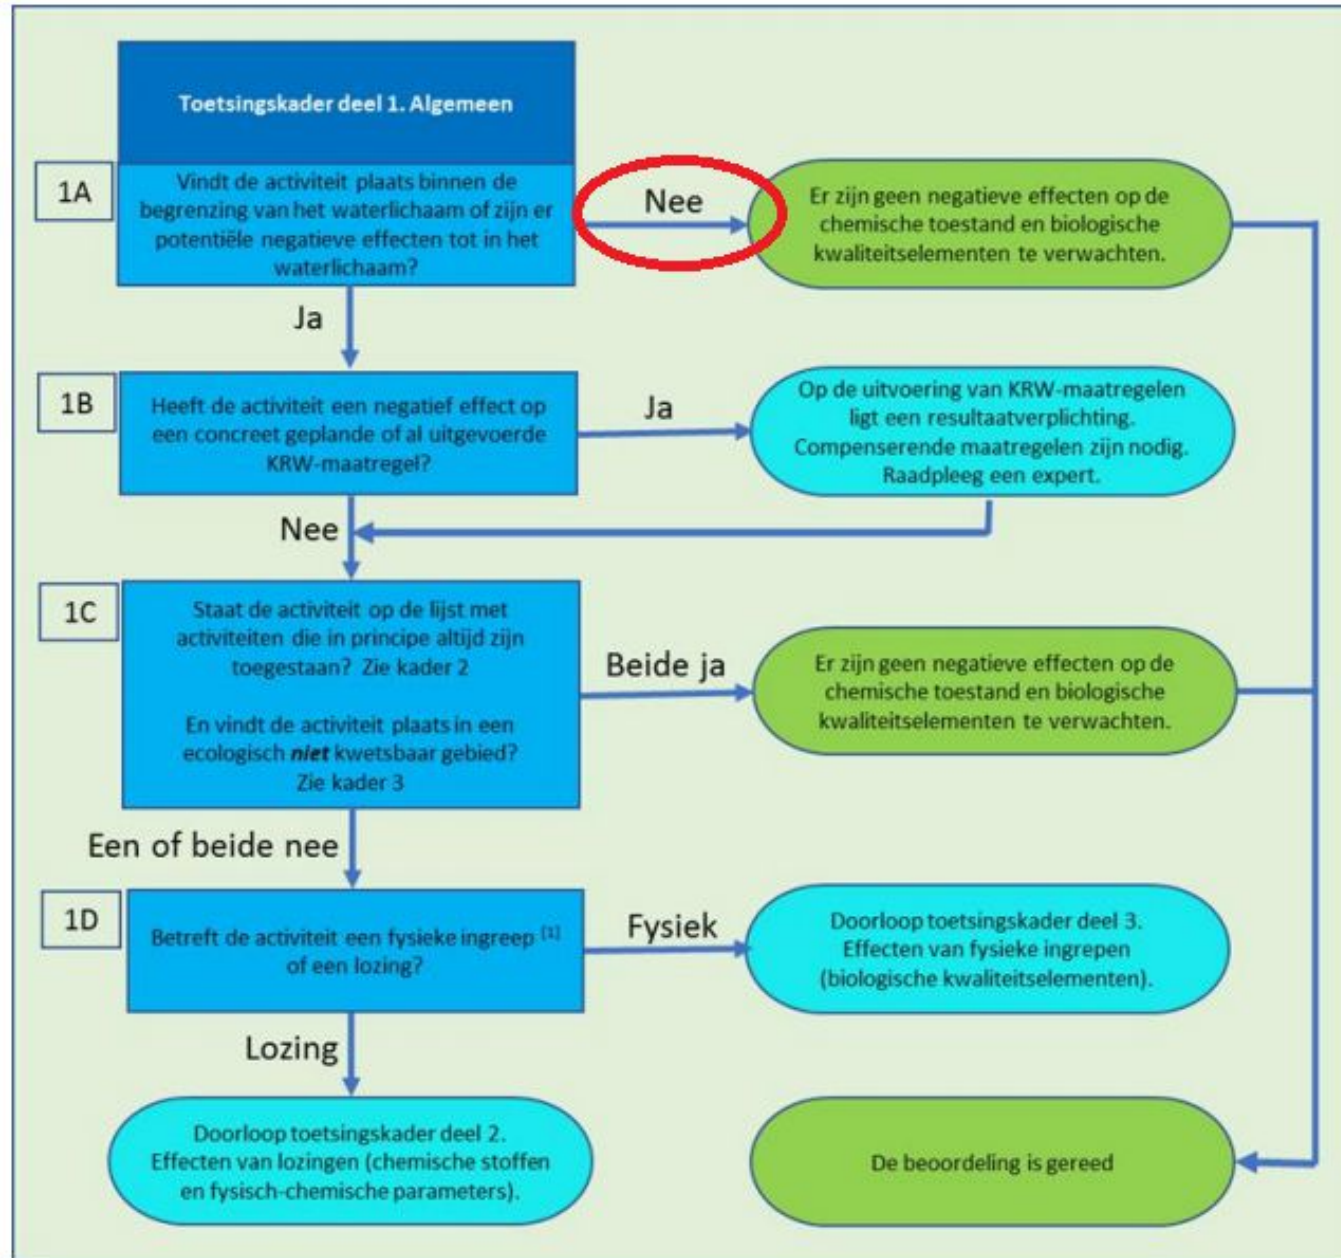 Toetsingskader deel 1. Algemeen
1A
Vindt de activiteit plaats binnen de
begrenzing van het waterlichaam of zijn er
potentiële negatieve effecten tot in het
waterlichaam?
Nee
Er zijn geen negatieve effecten op de
chemische toestand en biologische
kwaliteitselementen te verwachten.
Ja
1B
Heeft de activiteit een negatief effect op
een concreet geplande of al uitgevoerde
KRW-maatregel?
Ja
Op de uitvoering van KRW-maatregelen
ligt een resultaatverplichting.
Compenserende maatregelen zijn nodig.
Raadpleeg een expert.
Nee
1C
Staat de activiteit op de lijst met
activiteiten die in principe altijd zijn
toegestaan? Zie kader 2
En vindt de activiteit plaats in een
ecologisch niet kwetsbaar gebied?
Zie kader 3
Beide ja
Er zijn geen negatieve effecten op de
chemische toestand en biologische
kwaliteitselementen te verwachten.
Een of beide nee
1D
Betreft de activiteit een fysieke ingreep [1]
of een lozing?
Fysiek
Doorloop toetsingskader deel 3.
Effecten van fysieke ingrepen
(biologische kwaliteitselementen).
Lozing
Doorloop toetsingskader deel 2.
Effecten van lozingen (chemische stoffen
en fysisch-chemische parameters).
De beoordeling is gereed